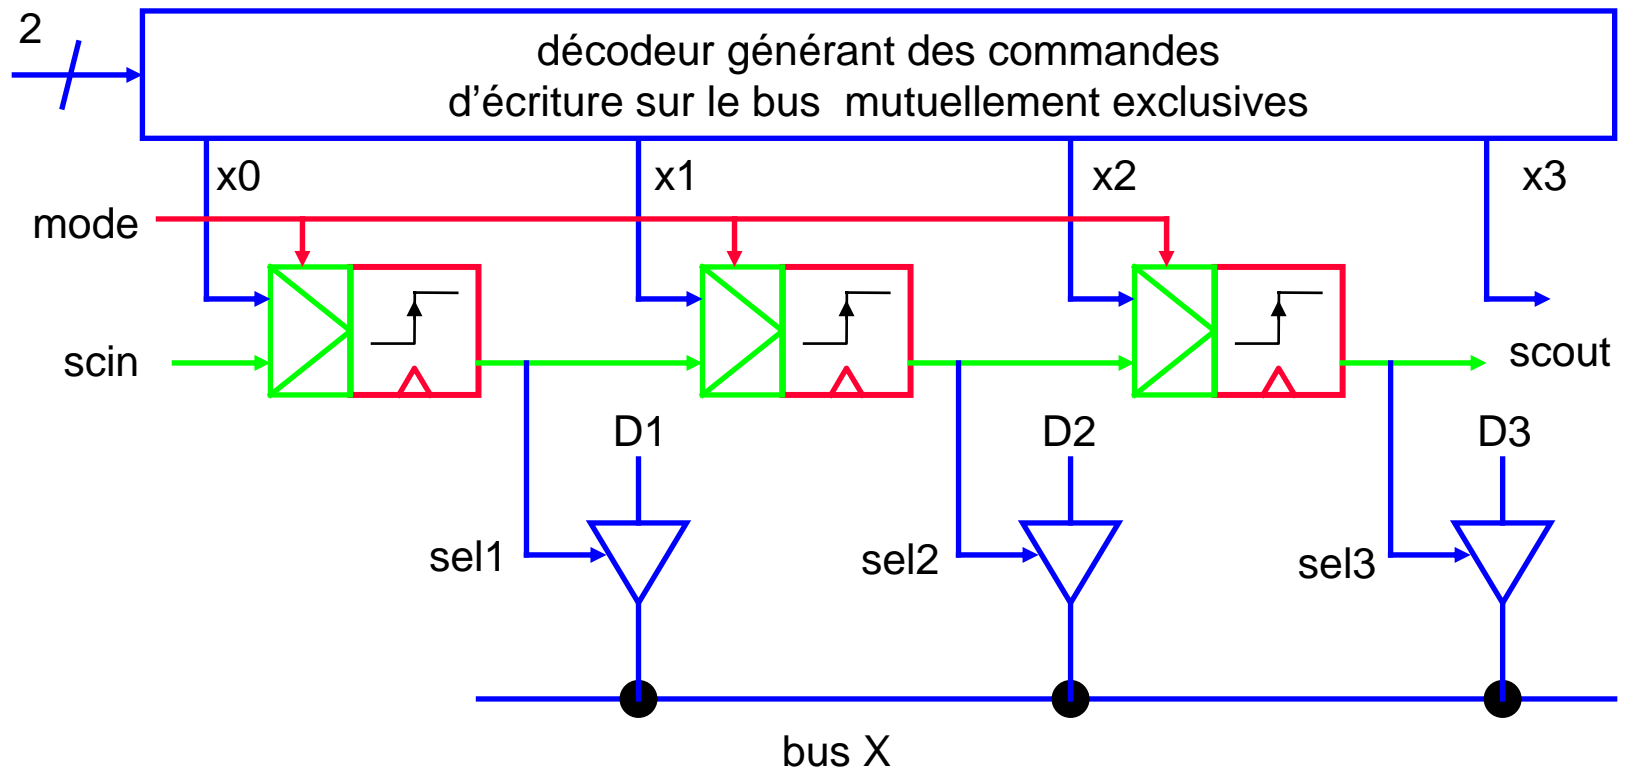 2
décodeur générant des commandes
d’écriture sur le bus mutuellement exclusives
x0
x1
x2
x3
mode
scin
scout
D1
D2
D3
sel1
sel2
sel3
bus X